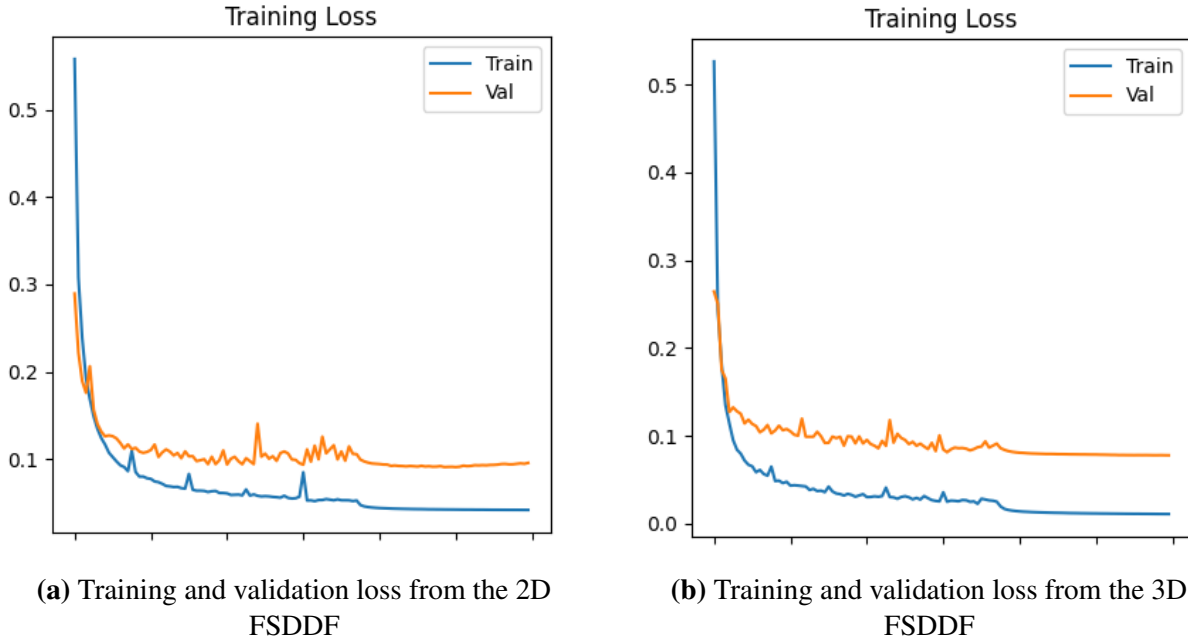 Training Loss
Train
Val
0.5
0.4
0.3
0.2
0.1
(a) Training and validation loss from the 2D
FSDDF
Training Loss
Train
Val
0.5
0.4
0.3
0.2
0.1
0.0
(b) Training and validation loss from the 3D
FSDDF